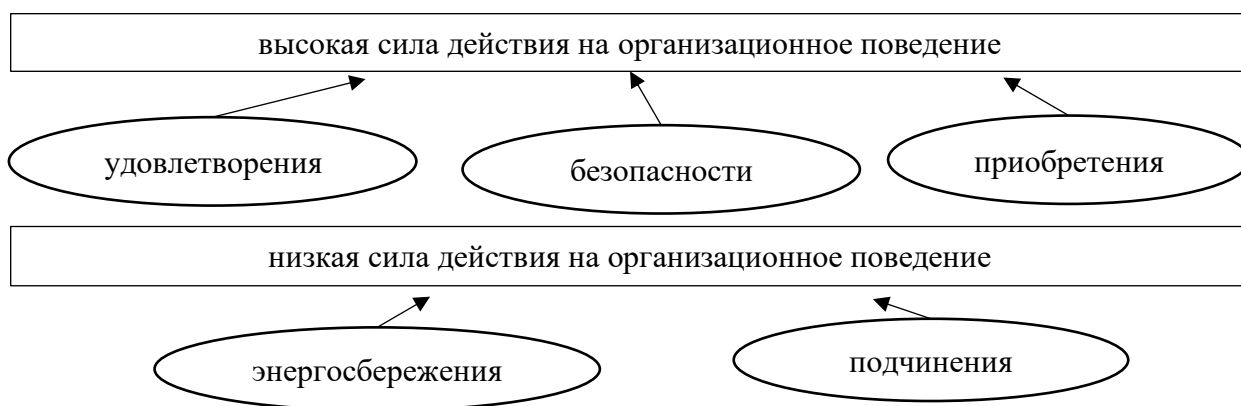 высокая сила действия на организационное поведение
удовлетворения
безопасности
приобретения
низкая сила действия на организационное поведение
энергосбережения
подчинения